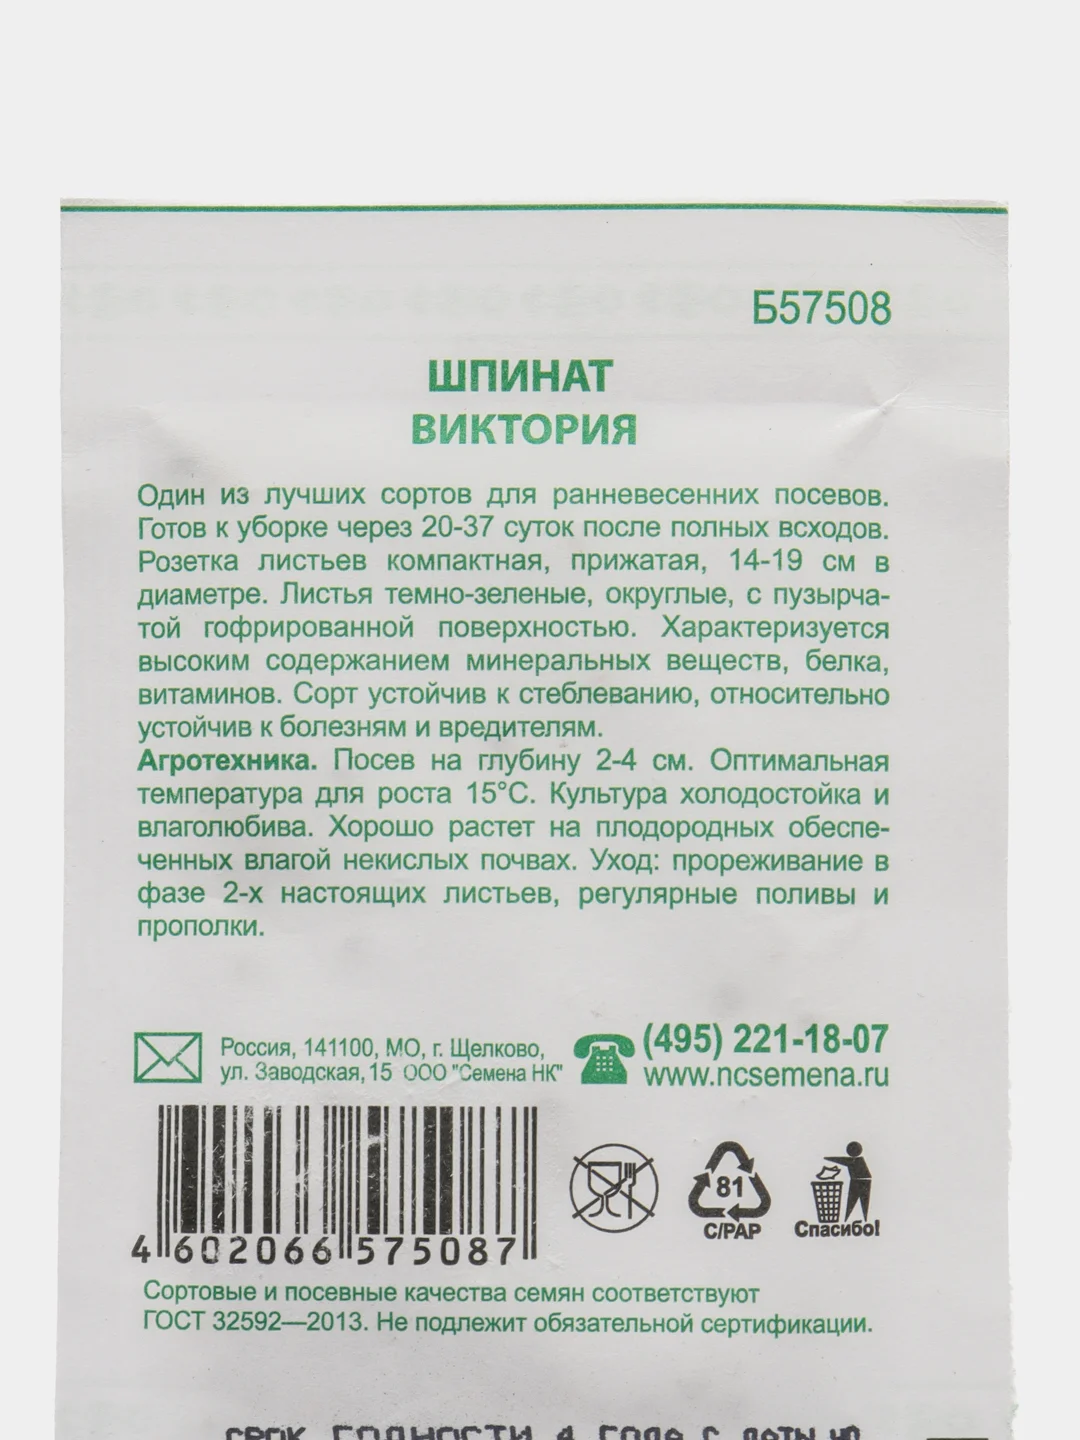 Б57508
ШПИНАТ
ВИКТОРИЯ
Один из лучших сортов для ранневесенних посевов.
Готов к уборке через 20-37 суток после полных всходов.
Розетка листьев компактная, прижатая, 14-19 см в
диаметре. Листья темно-зеленые, округлые, с пузырча-
той гофрированной поверхностью. Характеризуется
высоким содержанием минеральных веществ, белка,
витаминов. Сорт устойчив к стеблеванию, относительно
устойчив к болезням и вредителям.
Агротехника. Посев на глубину 2-4 см. Оптимальная
температура для роста 15°С. Культура холодостойка и
влаголюбива. Хорошо растет на плодородных обеспе-
ченных влагой некислых почвах. Уход: прореживание в
фазе 2-х настоящих листьев, регулярные поливы и
прополки.
Россия, 141100, МО, г. Щелково,
ул. Заводская, 15 ООО "Семена НК"
(495) 221-18-07
www.ncsemena.ru
81
C/PAP
Спасибо!
4 602066 575087
Сортовые и посевные качества семян соответствуют
ГОСТ 32592—2013. Не подлежит обязательной сертификации.
СРОК ГОДНОСТИ 4 ГОДА С ДАТЫ